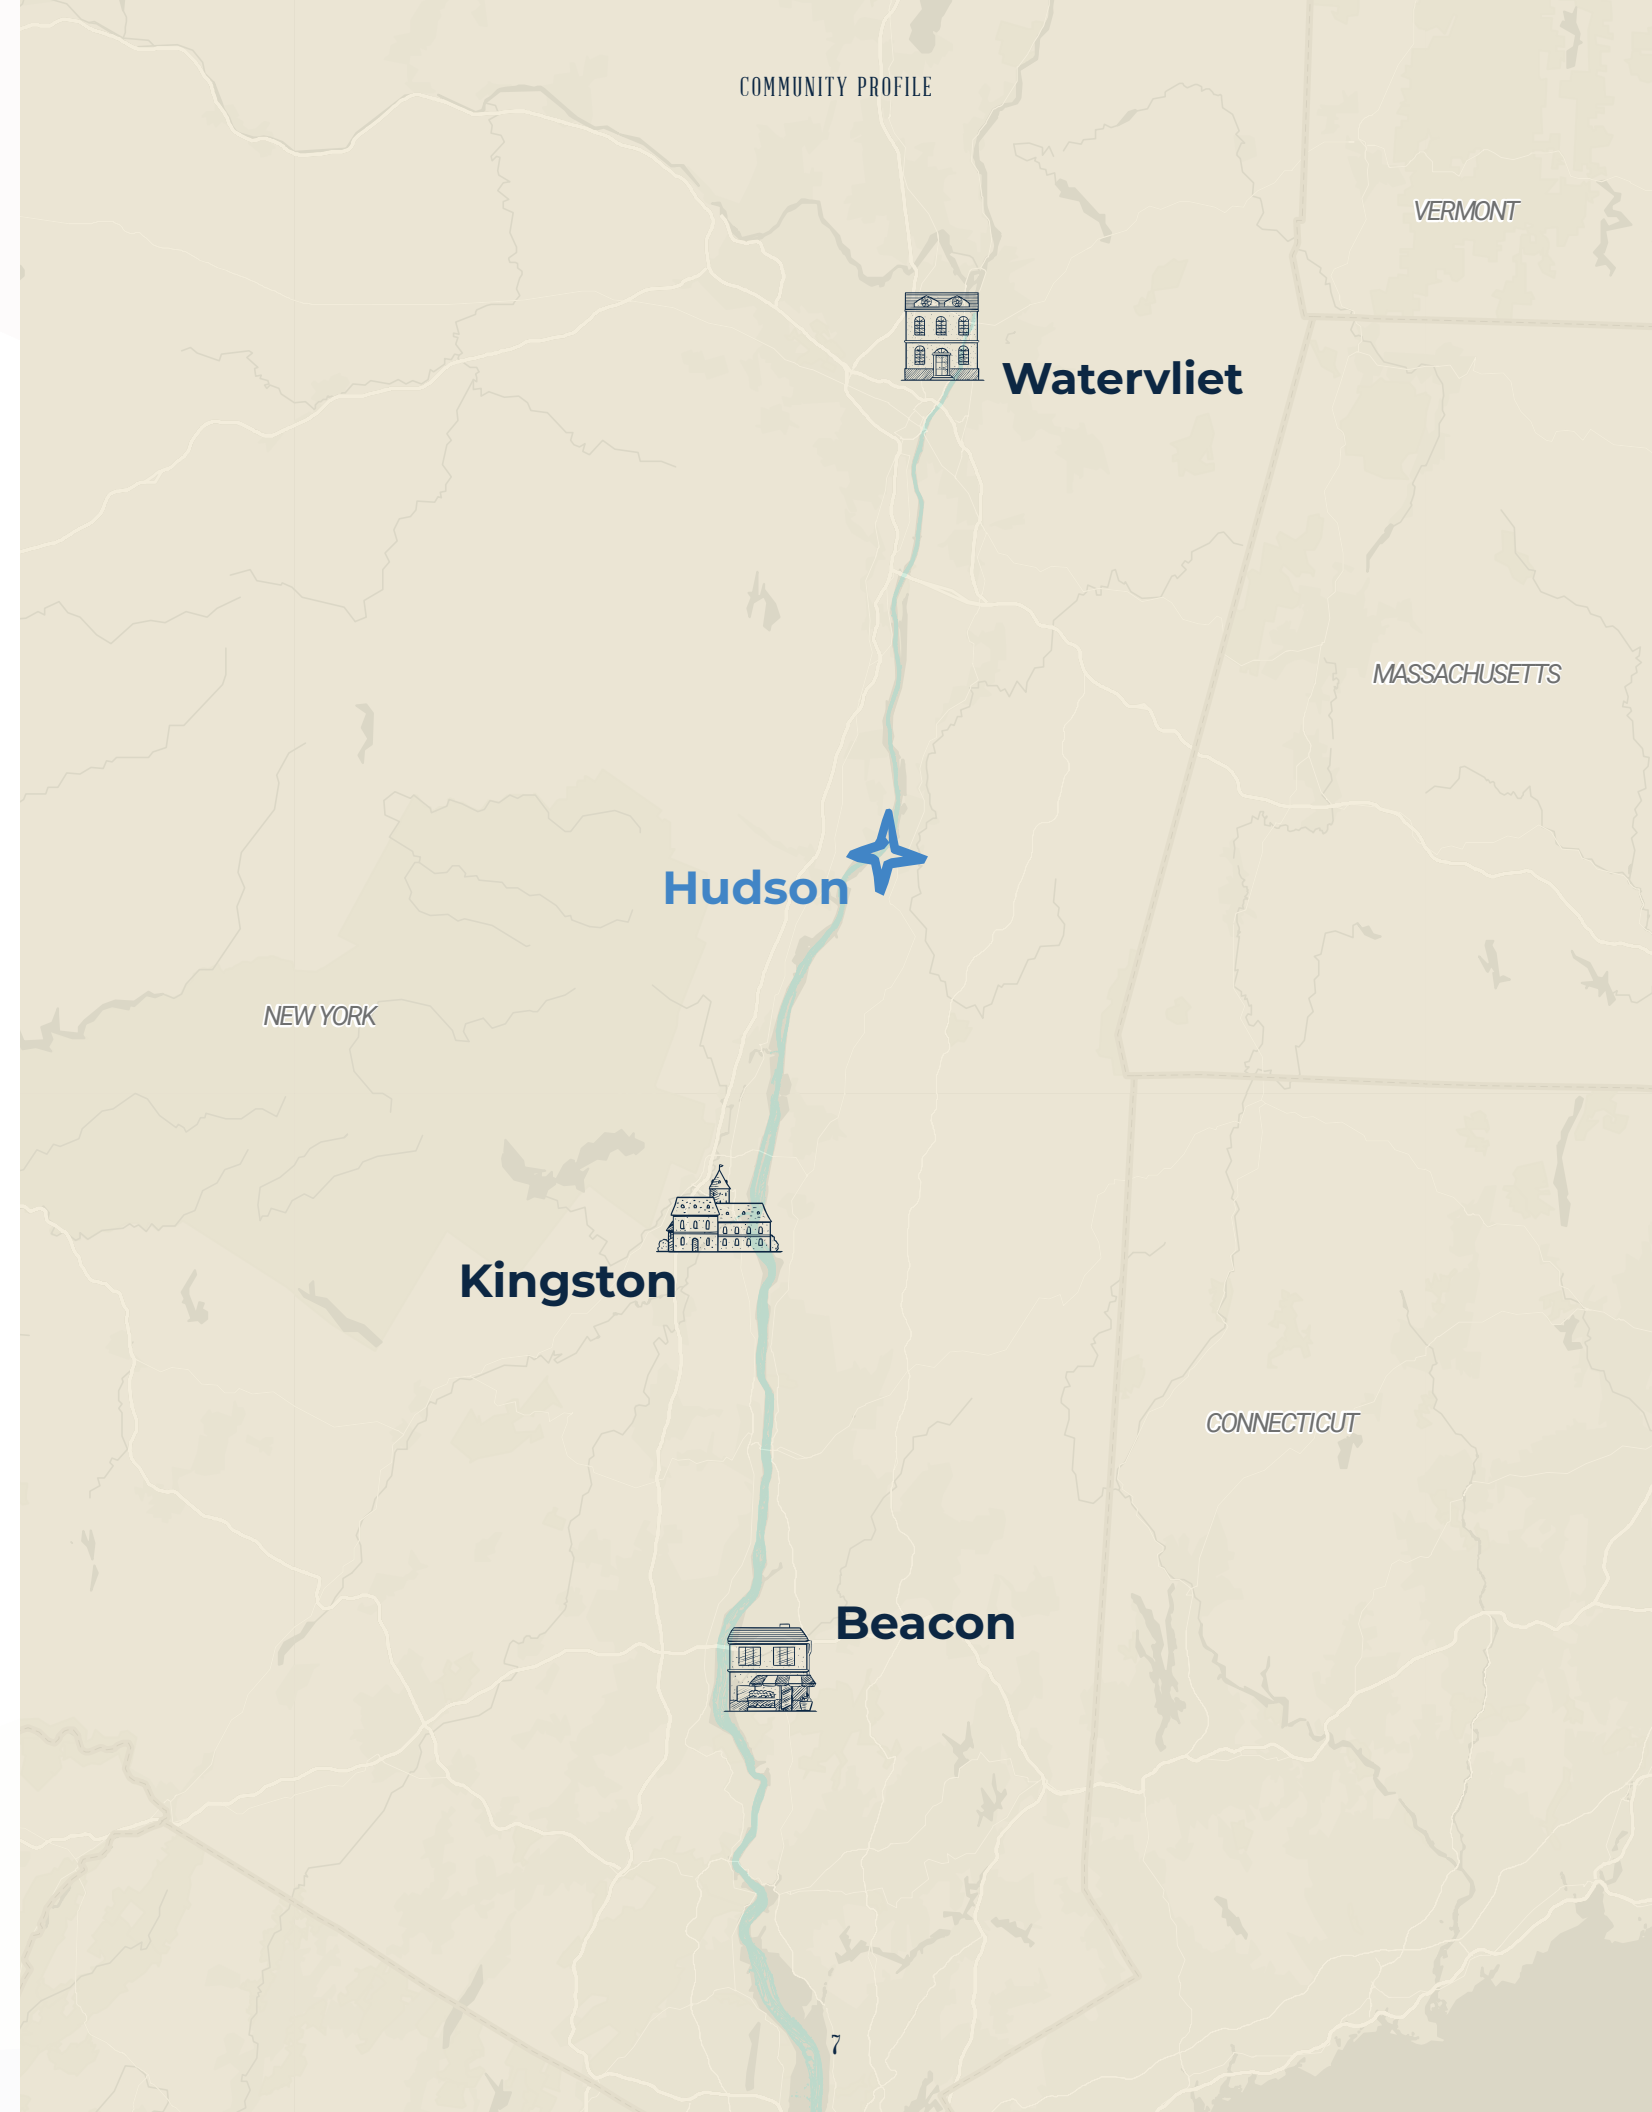 COMMUNITY PROFILE
VERMONT
Watervliet
MASSACHUSETTS
Hudson
NEW YORK
Kingston
CONNECTICUT
Beacon
7